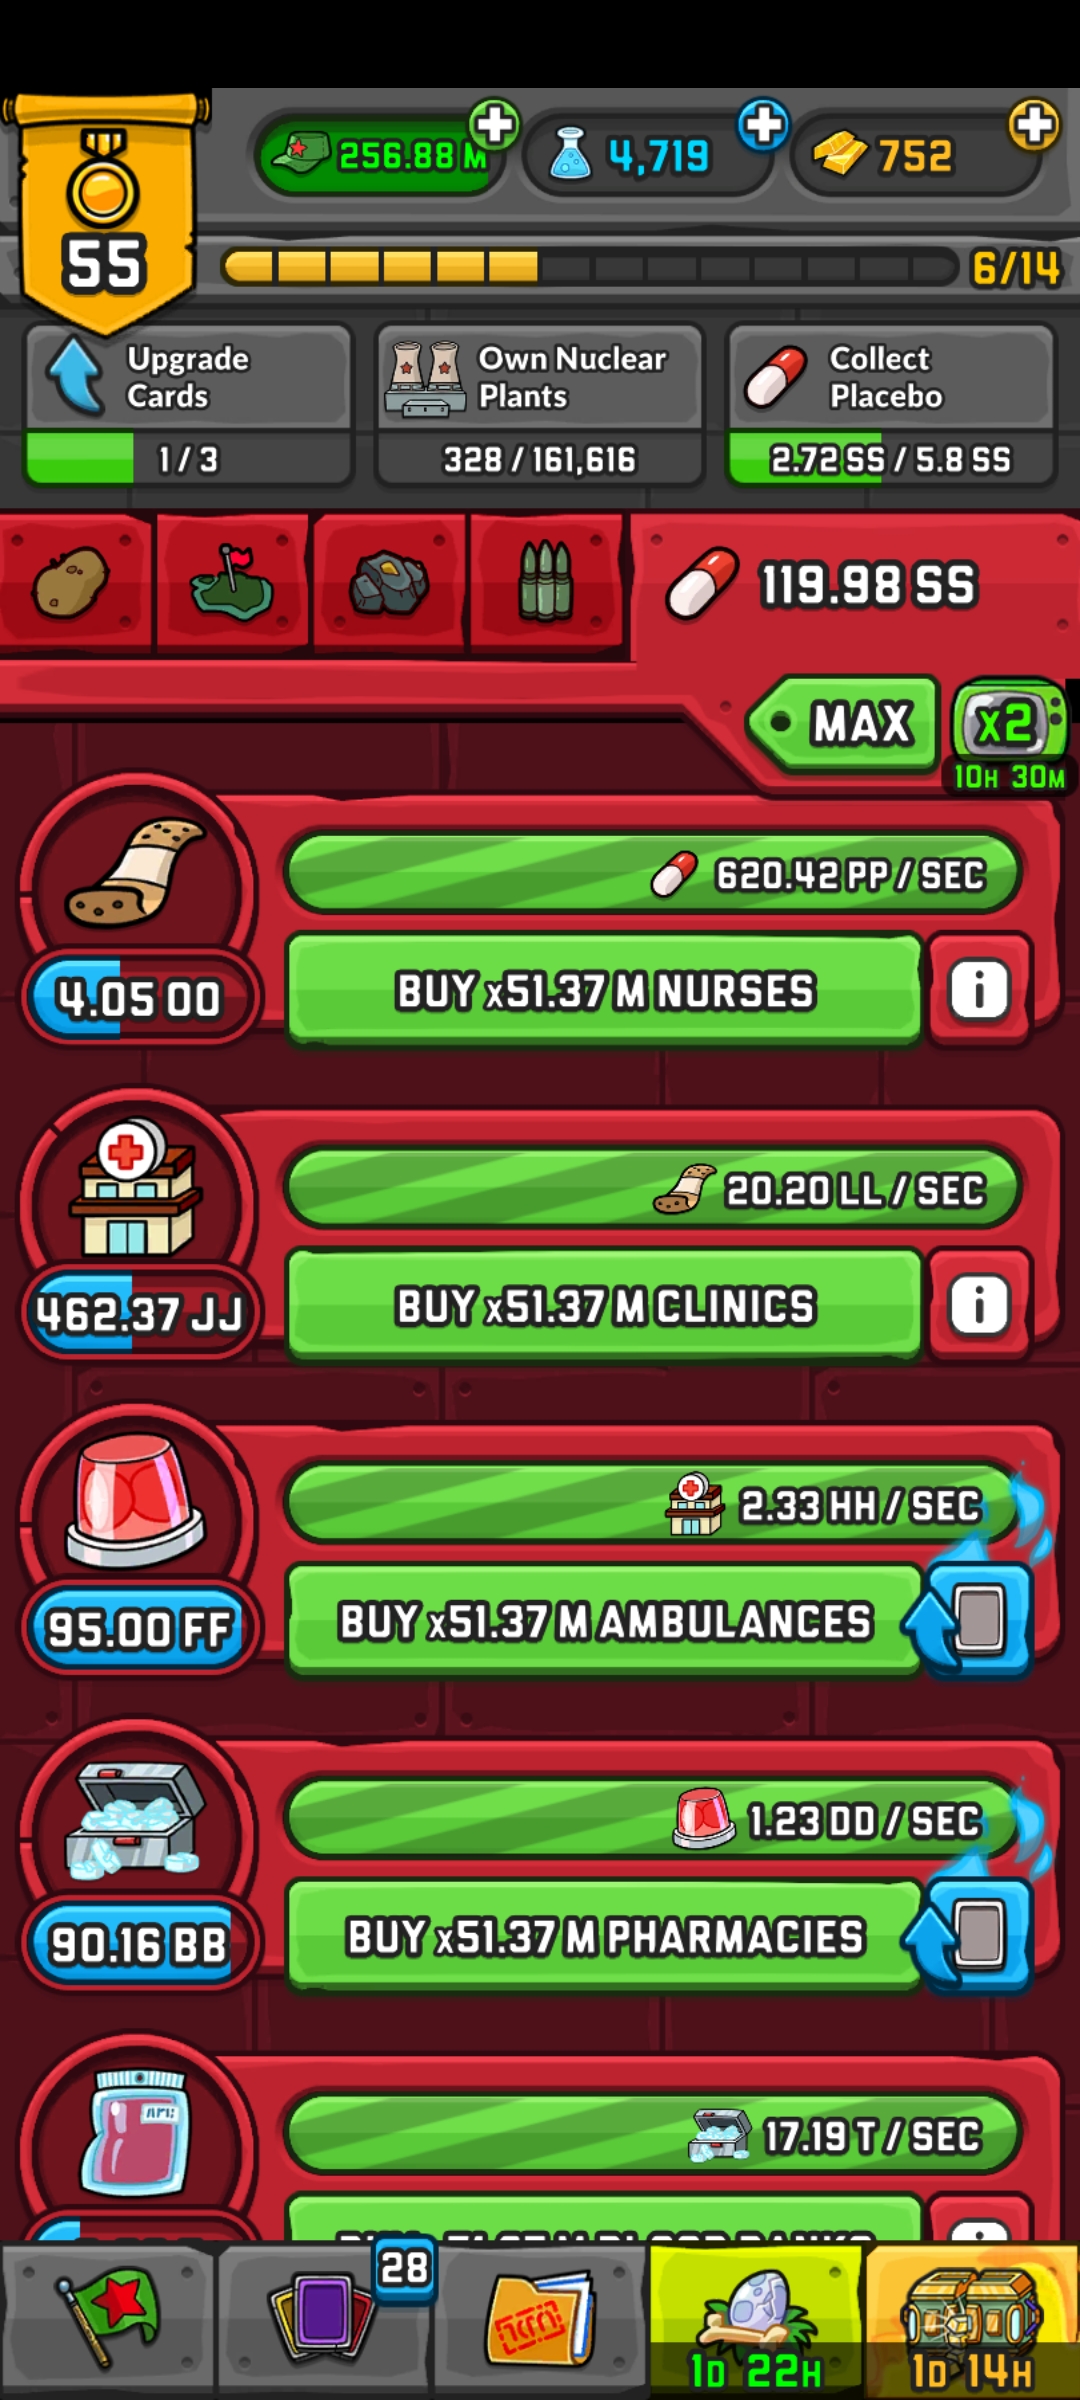 256.88 M
4,719
752
55
6/14
Upgrade
Cards
Own Nuclear
Plants
Collect
Placebo
1 / 3
328 / 161,616
2.72 SS / 5.8 SS
119.98 SS
MAX
x2
10H 30M
620.42 PP / SEC
4.05 OO
BUY x51.37 M NURSES
i
20.20 LL / SEC
462.37 JJ
BUY x51.37 M CLINICS
i
2.33 HH / SEC
95.00 FF
BUY x51.37 M AMBULANCES
1.23 DD / SEC
90.16 BB
BUY x51.37 M PHARMACIES
17.19 T / SEC
28
1D 22H
1D 14H